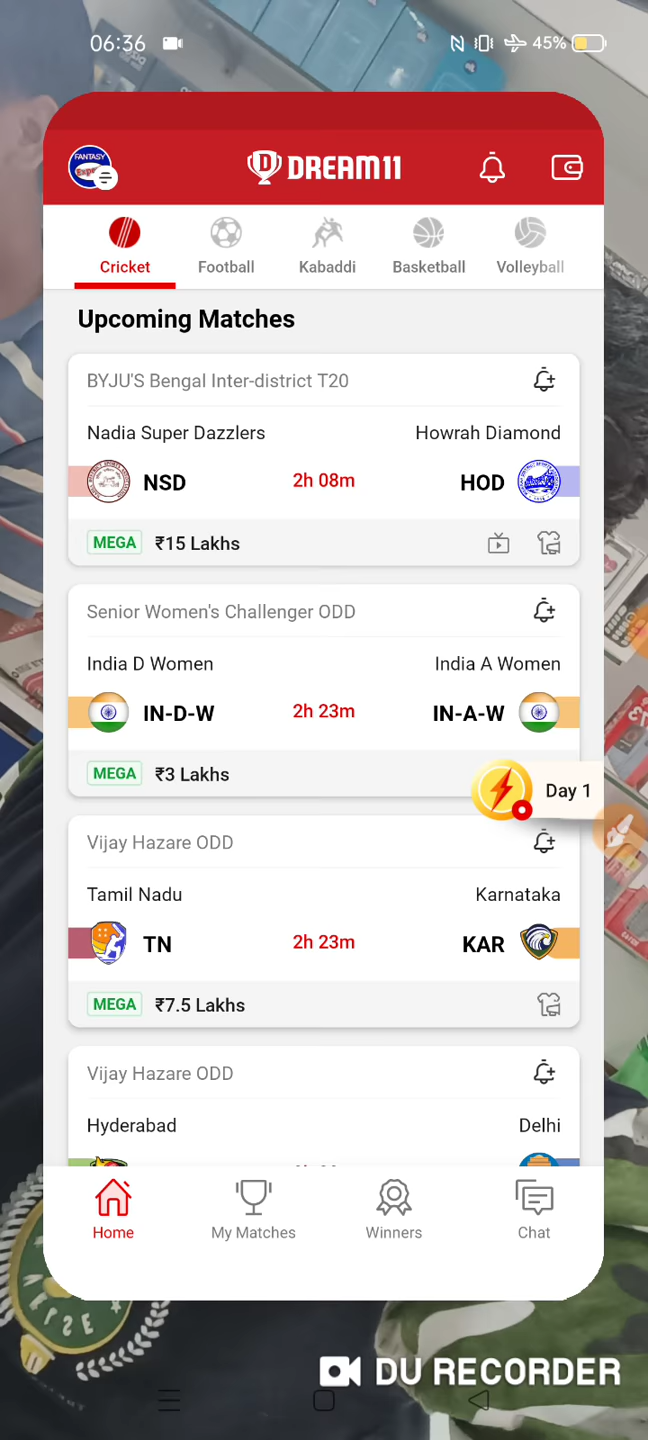 06:36
45%
FANTASY
DREAM11
Cricket
Football
Kabaddi
Basketball
Volleyball
Upcoming Matches
BYJU'S Bengal Inter-district T20
Nadia Super Dazzlers
Howrah Diamond
NSD
2h 08m
HOD
MEGA
₹15 Lakhs
Senior Women's Challenger ODD
India D Women
India A Women
IN-D-W
2h 23m
IN-A-W
MEGA
₹3 Lakhs
Day 1
Vijay Hazare ODD
Tamil Nadu
Karnataka
TN
2h 23m
KAR
MEGA
₹7.5 Lakhs
Vijay Hazare ODD
Hyderabad
Delhi
Home
My Matches
Winners
Chat
DU RECORDER